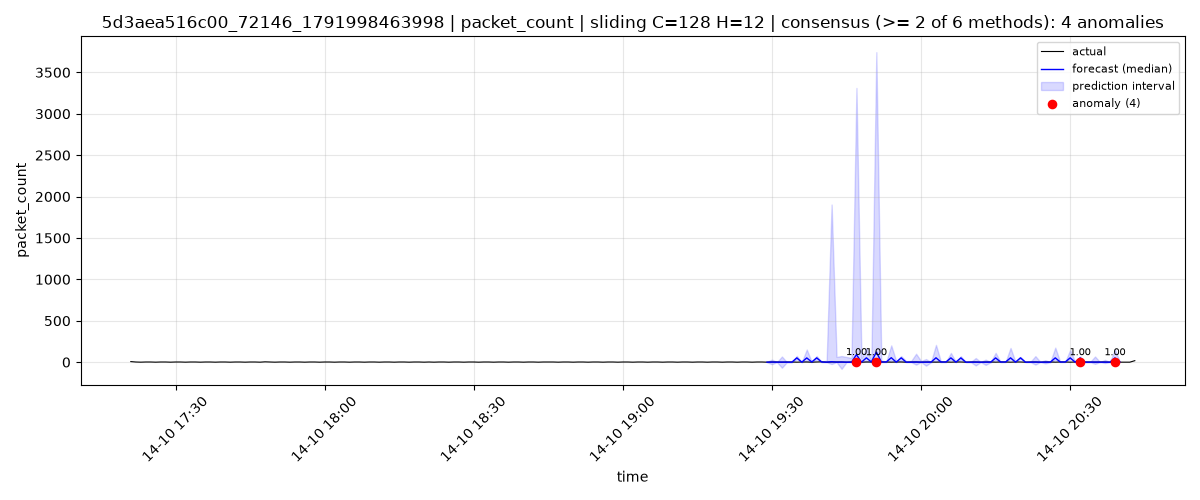 5d3aea516c00_72146_1791998463998 | packet_count | sliding C=128 H=12 | consensus (>= 2 of 6 methods): 4 anomalies
actual
forecast (median)
prediction interval
anomaly (4)
packet_count
3500
3000
2500
2000
1500
1000
500
0
1.00
1.00
1.00
1.00
14-10 17:30
14-10 18:00
14-10 18:30
14-10 19:00
14-10 19:30
14-10 20:00
14-10 20:30
time